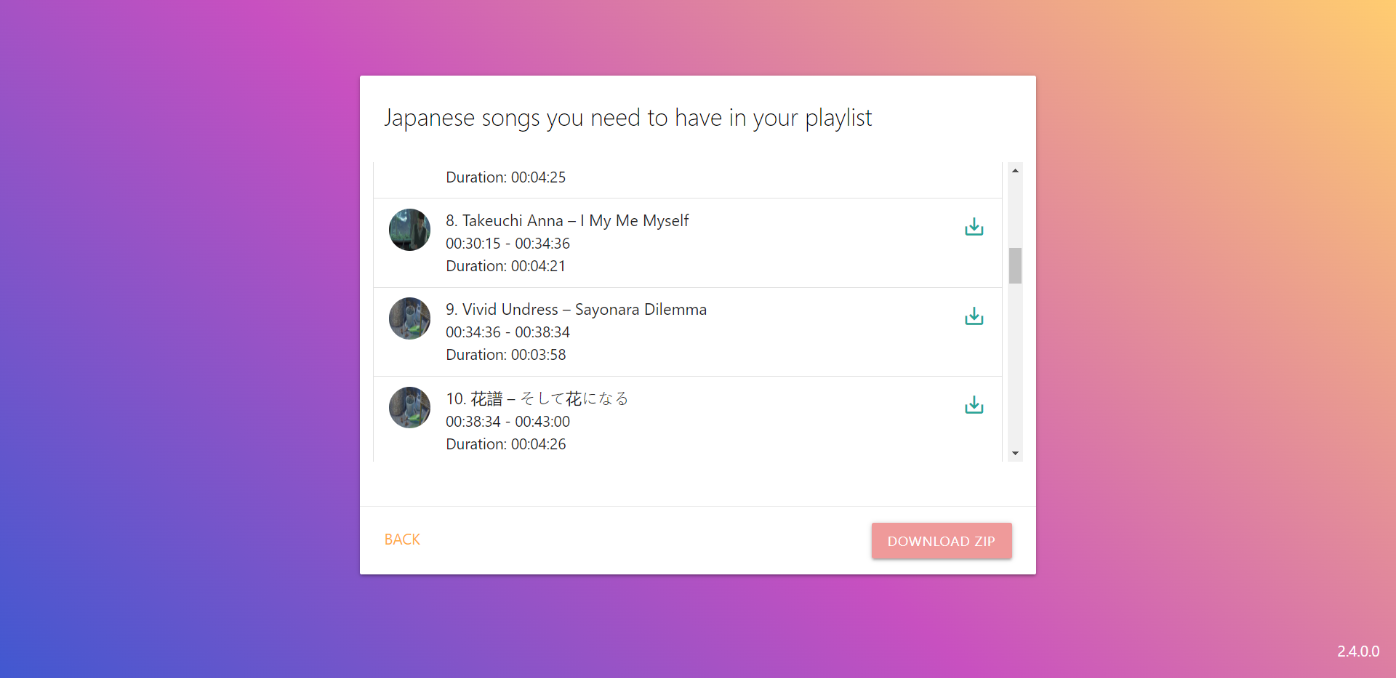 Japanese songs you need to have in your playlist
Duration: 00:04:25
8. Takeuchi Anna – I My Me Myself
00:30:15 - 00:34:36
Duration: 00:04:21
9. Vivid Undress – Sayonara Dilemma
00:34:36 - 00:38:34
Duration: 00:03:58
10. 花譜 – そして花になる
00:38:34 - 00:43:00
Duration: 00:04:26
BACK
DOWNLOAD ZIP
2.4.0.0